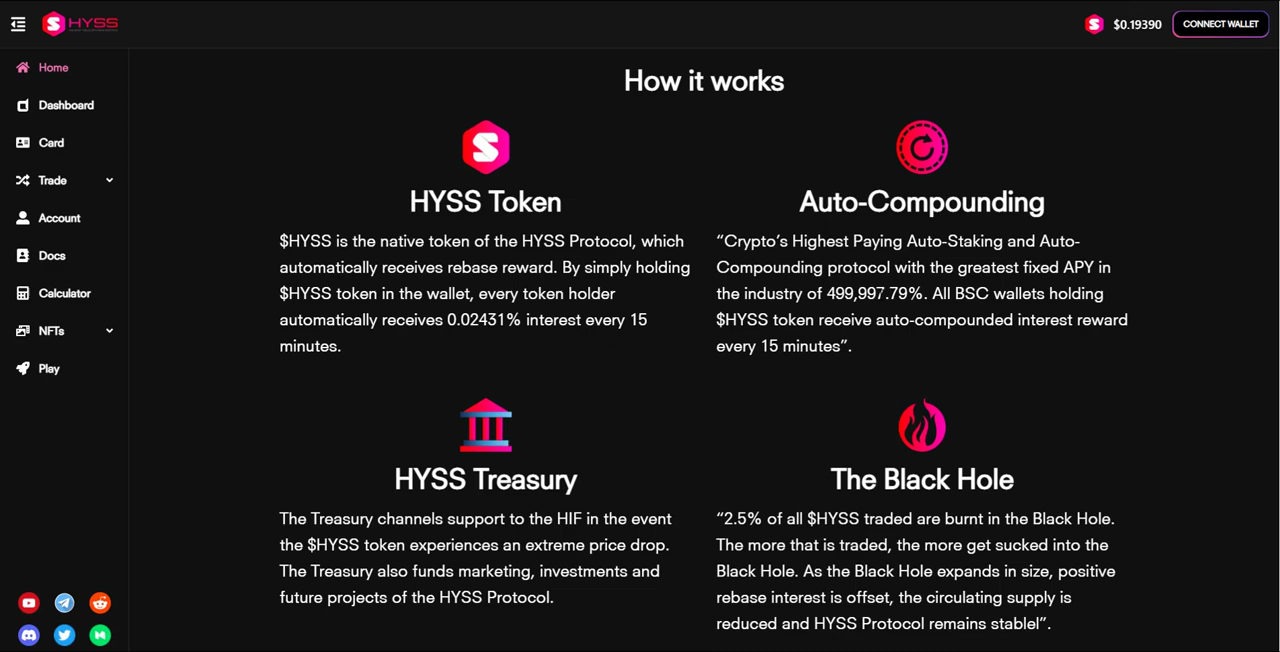 HYSS
$0.19390
CONNECT WALLET
Home
Dashboard
Card
Trade
Account
Docs
Calculator
NFTs
Play
How it works
HYSS Token
$HYSS is the native token of the HYSS Protocol, which
automatically receives rebase reward. By simply holding
$HYSS token in the wallet, every token holder
automatically receives 0.02431% interest every 15
minutes.
Auto-Compounding
“Crypto’s Highest Paying Auto-Staking and Auto-
Compounding protocol with the greatest fixed APY in
the industry of 499,997.79%. All BSC wallets holding
$HYSS token receive auto-compounded interest reward
every 15 minutes”.
HYSS Treasury
The Treasury channels support to the HIF in the event
the $HYSS token experiences an extreme price drop.
The Treasury also funds marketing, investments and
future projects of the HYSS Protocol.
The Black Hole
“2.5% of all $HYSS traded are burnt in the Black Hole.
The more that is traded, the more get sucked into the
Black Hole. As the Black Hole expands in size, positive
rebase interest is offset, the circulating supply is
reduced and HYSS Protocol remains stablel”.